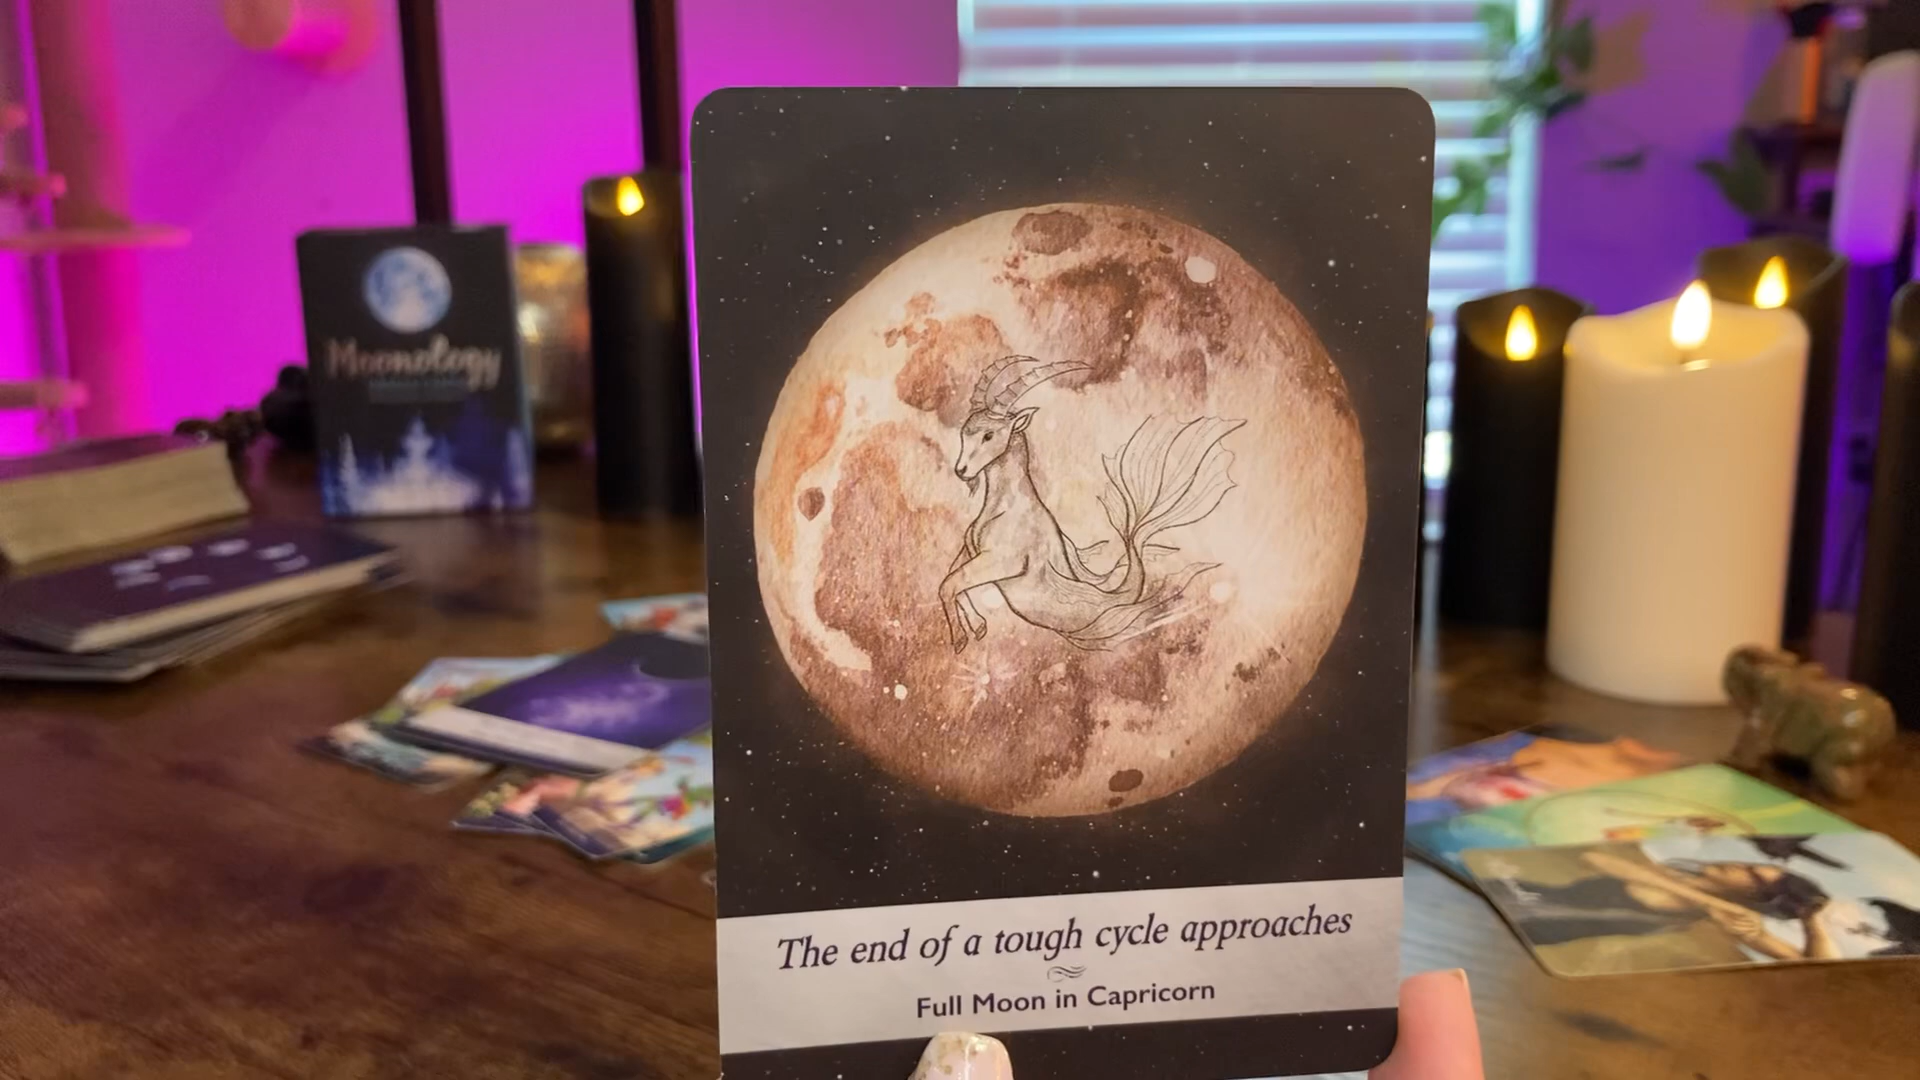 Moonology
The end of a tough cycle approaches
Full Moon in Capricorn